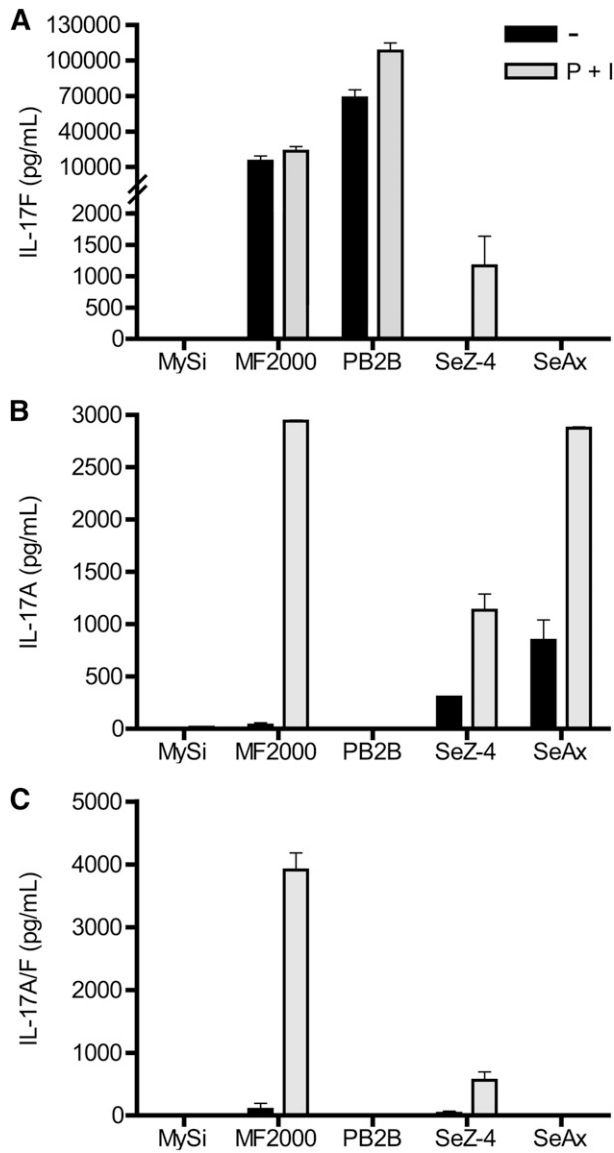 A
IL-17F (pg/mL)
130000
100000
70000
40000
10000
2000
1500
1000
500
0
-
P + I
MySi MF2000 PB2B SeZ-4 SeAx
B
IL-17A (pg/mL)
3000
2500
2000
1500
1000
500
0
MySi MF2000 PB2B SeZ-4 SeAx
C
IL-17A/F (pg/mL)
5000
4000
3000
2000
1000
0
MySi MF2000 PB2B SeZ-4 SeAx